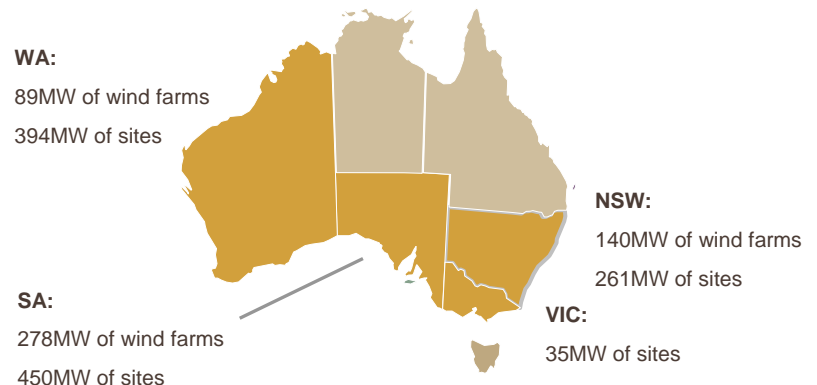 WA:
89MW of wind farms
394MW of sites
NSW:
140MW of wind farms
261MW of sites
SA:
278MW of wind farms
450MW of sites
VIC:
35MW of sites